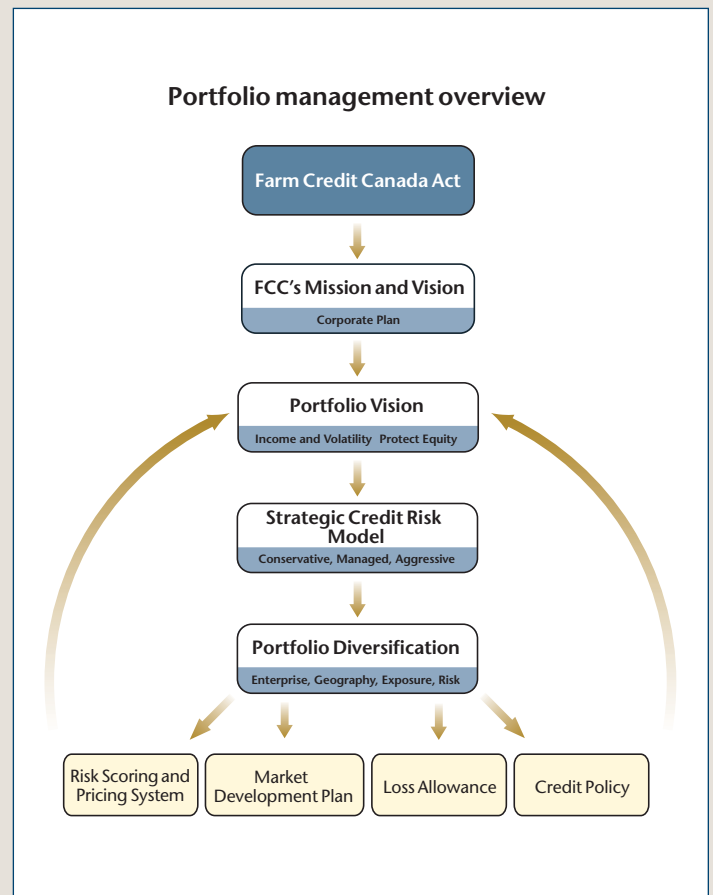 Portfolio management overview
Farm Credit Canada Act
FCC's Mission and Vision
Corporate Plan
Portfolio Vision
Income and Volatility Protect Equity
Strategic Credit Risk
Model
Conservative, Managed, Aggressive
Portfolio Diversification
Enterprise, Geography, Exposure, Risk
Risk Scoring and
Pricing System
Market
Development Plan
Loss Allowance
Credit Policy